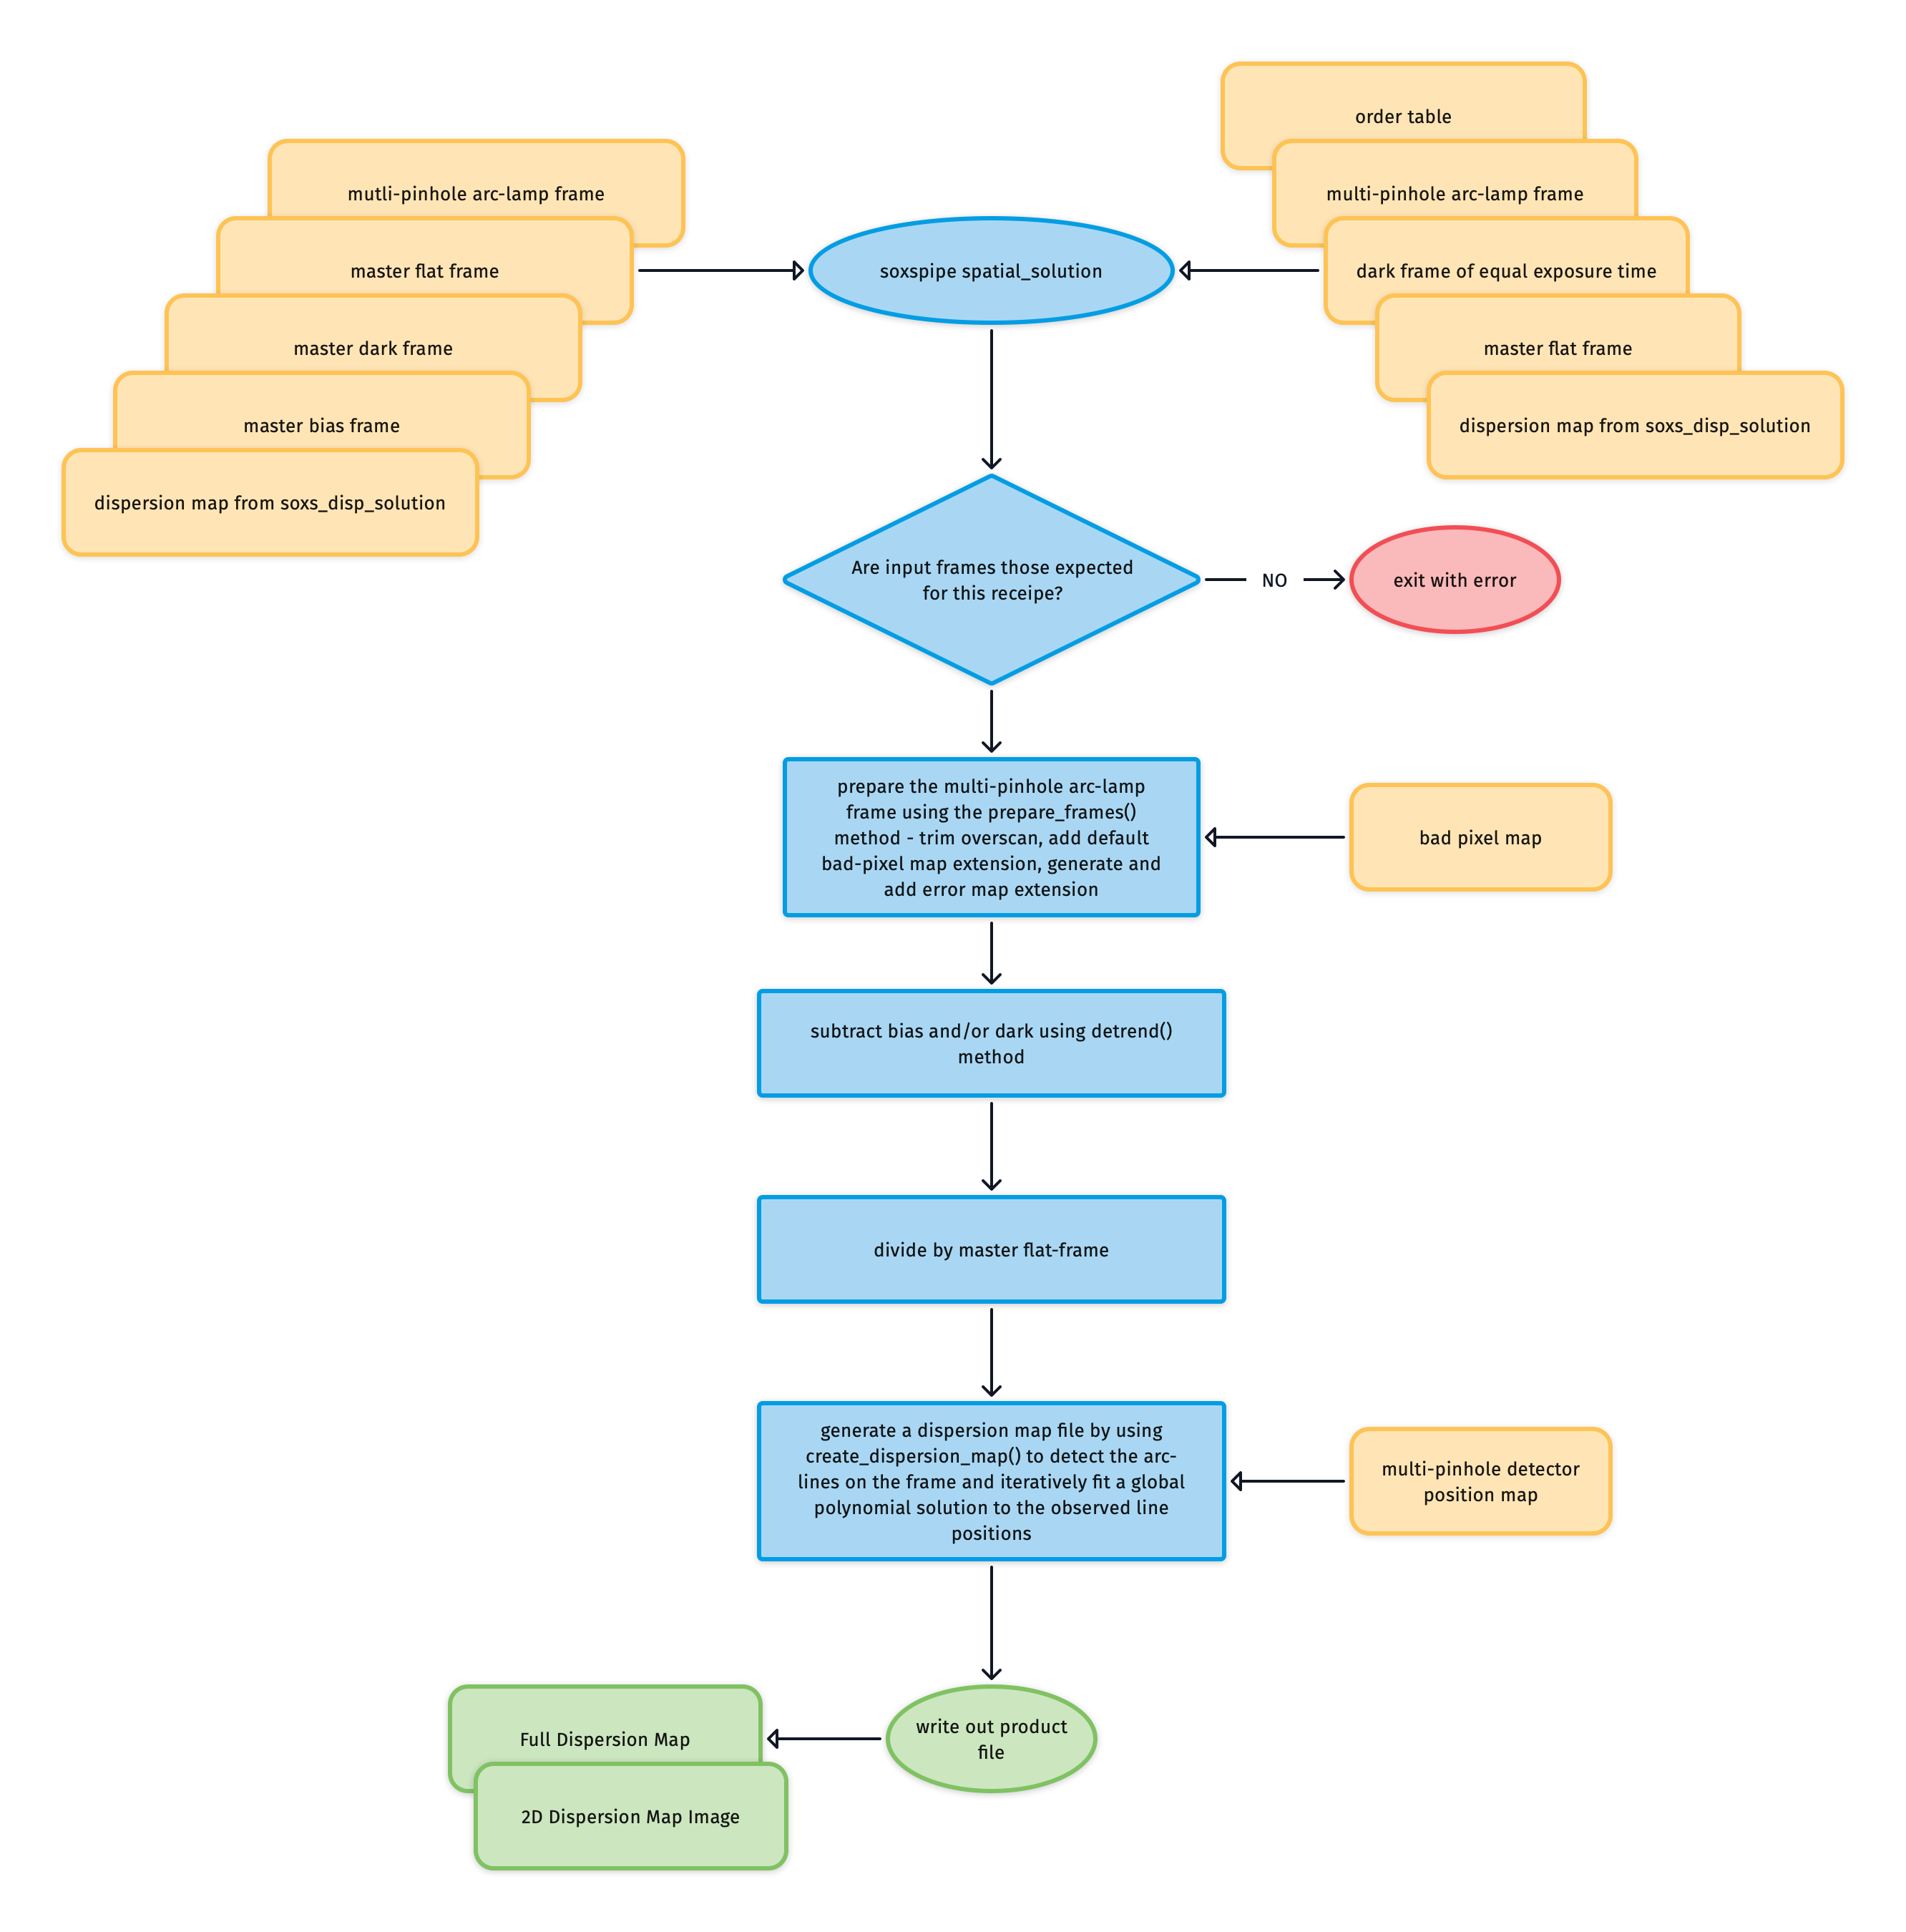 order table
mutli-pinhole arc-lamp frame
multi-pinhole arc-lamp frame
master flat frame
soxspipe spatial_solution
dark frame of equal exposure time
master dark frame
master flat frame
master bias frame
dispersion map from soxs_disp_solution
dispersion map from soxs_disp_solution
Are input frames those expected
for this receipe?
NO
exit with error
prepare the multi-pinhole arc-lamp
frame using the prepare_frames()
method - trim overscan, add default
bad-pixel map extension, generate and
add error map extension
bad pixel map
subtract bias and/or dark using detrend()
method
divide by master flat-frame
generate a dispersion map file by using
create_dispersion_map() to detect the arc-
lines on the frame and iteratively fit a global
polynomial solution to the observed line
positions
multi-pinhole detector
position map
write out product
file
Full Dispersion Map
2D Dispersion Map Image